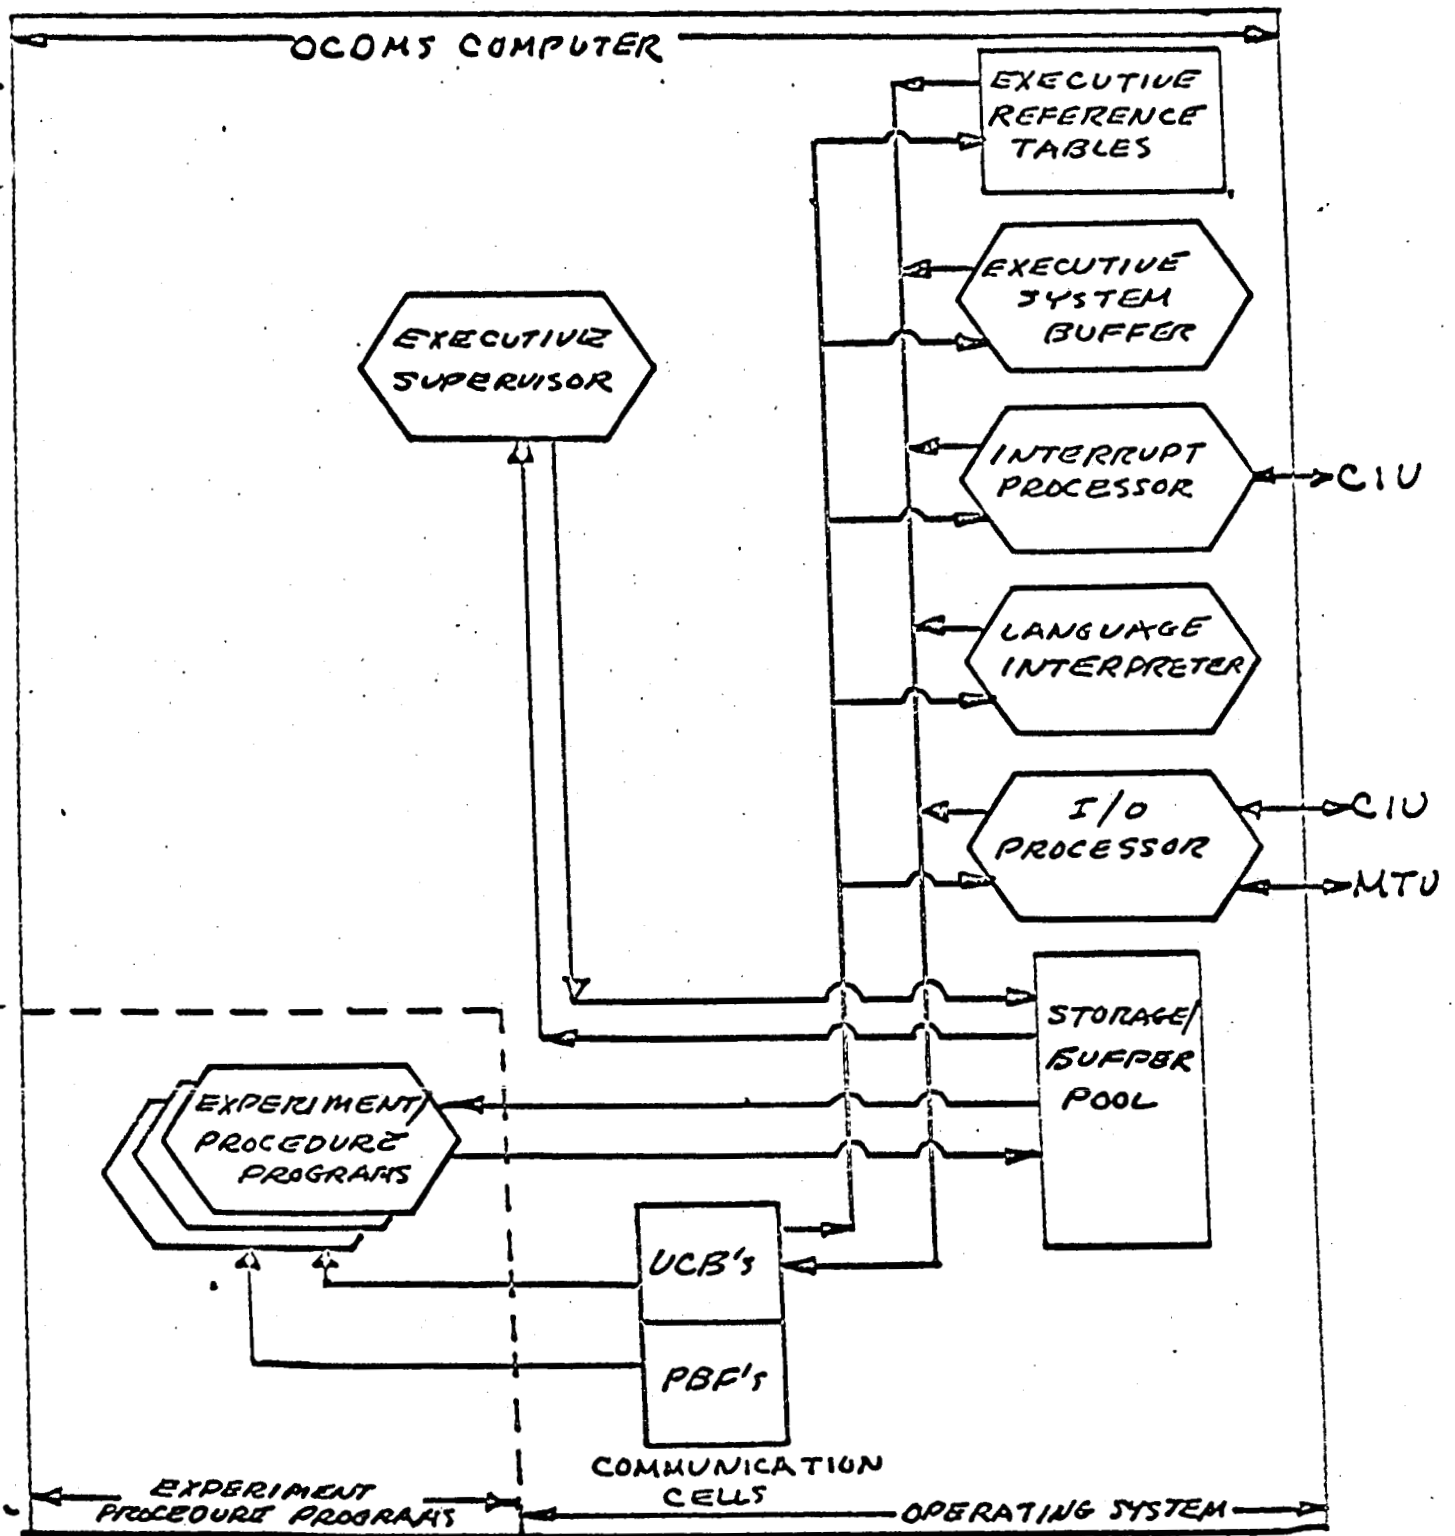 OCDMS COMPUTER
EXECUTIVE
REFERENCE
TABLES
EXECUTIVE
SYSTEM
BUFFER
EXECUTIVE
SUPERVISOR
INTERRUPT
PROCESSOR
CIU
LANGUAGE
INTERPRETER
I/O
PROCESSOR
CIU
MTU
STORAGE/
BUFFER
POOL
EXPERIMENT/
PROCEDURE
PROGRAMS
UCB's
PBF's
COMMUNICATION
CELLS
EXPERIMENT
PROCEDURE PROGRAMS
OPERATING SYSTEM